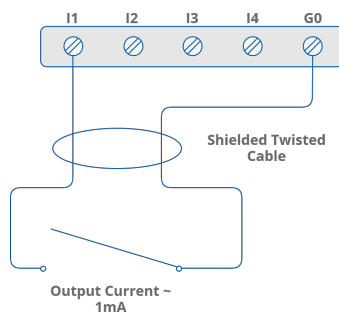 I1 I2 I3 I4 G0
Shielded Twisted
Cable
Output Current ~
1mA